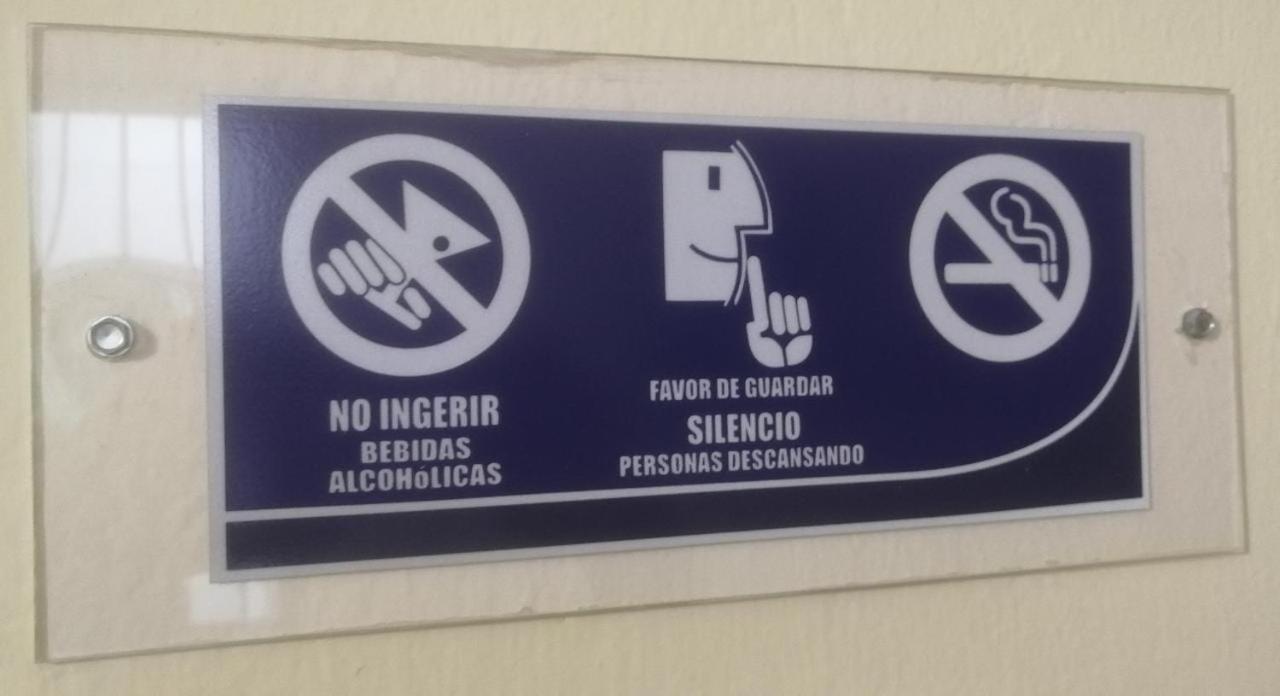 NO INGERIR
BEBIDAS
ALCOHóLICAS
FAVOR DE GUARDAR
SILENCIO
PERSONAS DESCANSANDO